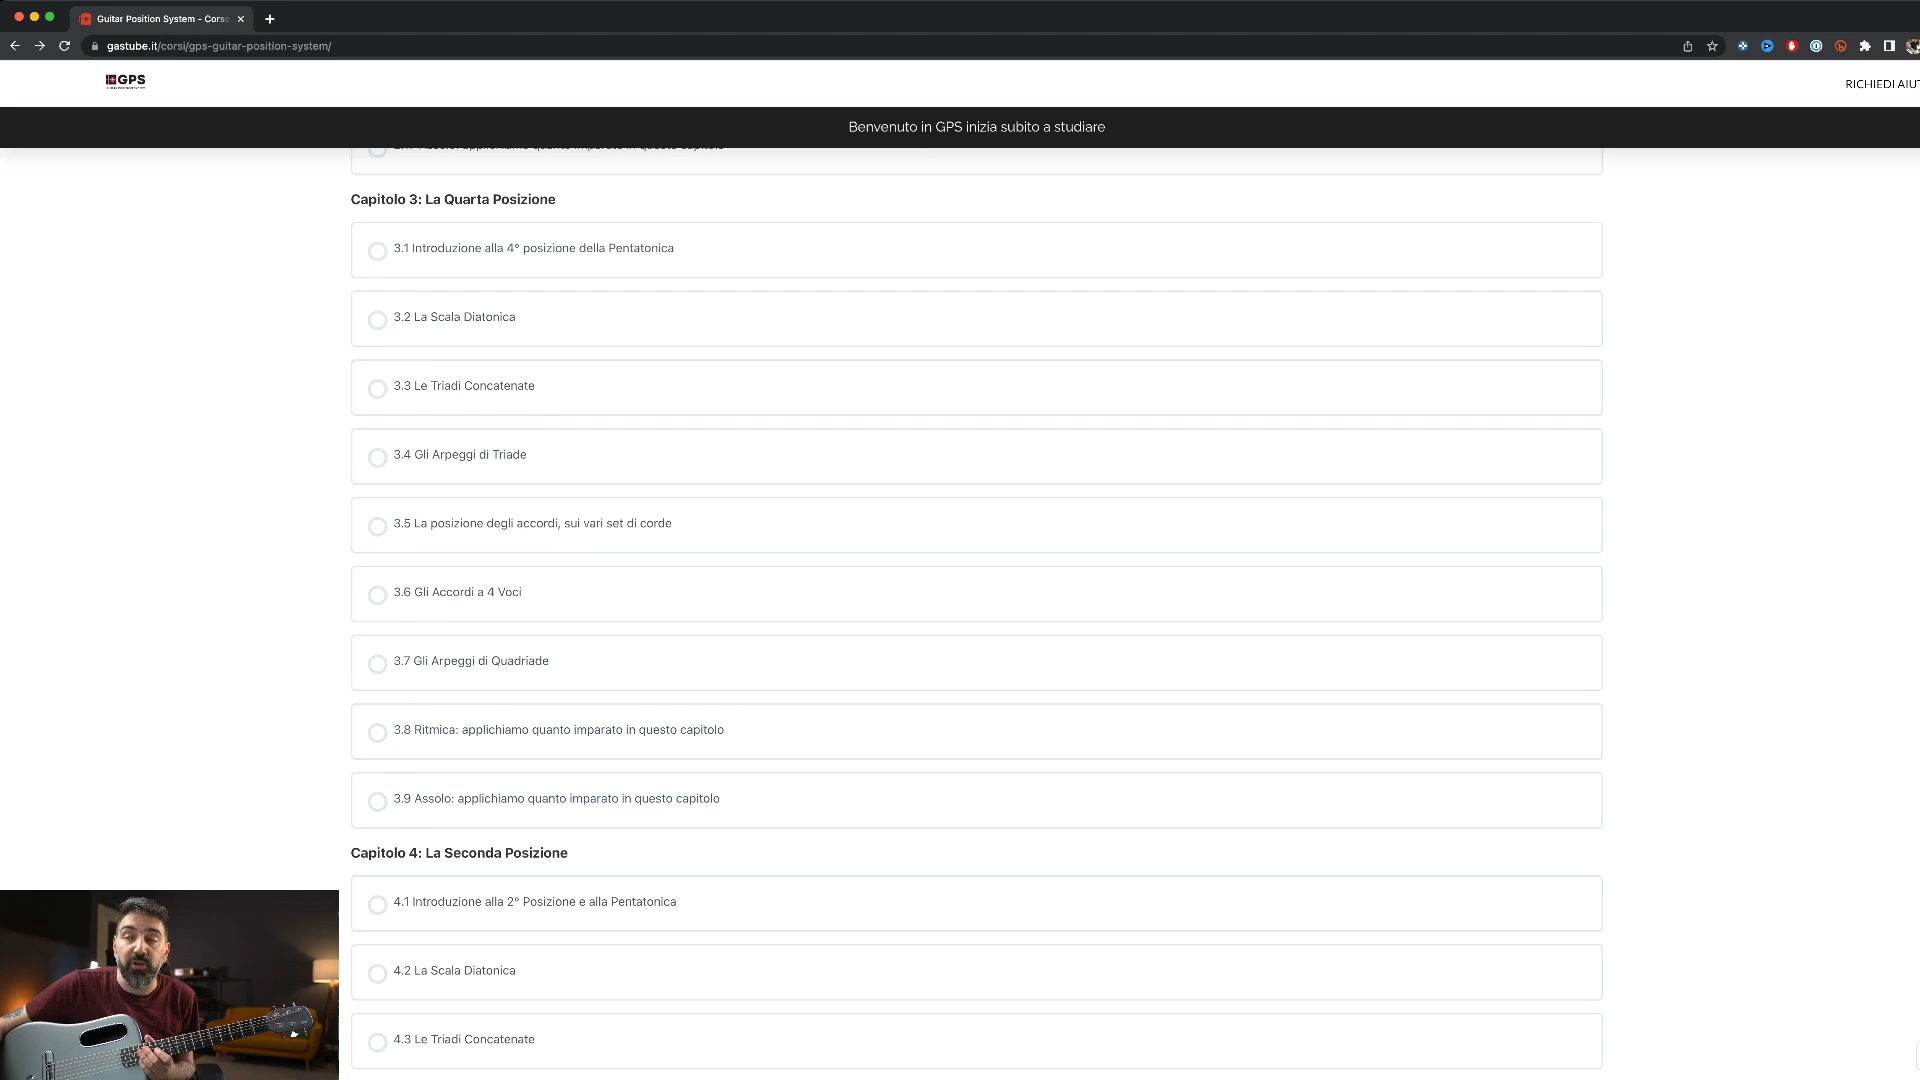 Guitar Position System – Corso
gastube.it/corsi/gps-guitar-position-system/
GPS
RICHIEDI AIUT
Benvenuto in GPS inizia subito a studiare
Capitolo 3: La Quarta Posizione
3.1 Introduzione alla 4° posizione della Pentatonica
3.2 La Scala Diatonica
3.3 Le Triadi Concatenate
3.4 Gli Arpeggi di Triade
3.5 La posizione degli accordi, sui vari set di corde
3.6 Gli Accordi a 4 Voci
3.7 Gli Arpeggi di Quadriade
3.8 Ritmica: applichiamo quanto imparato in questo capitolo
3.9 Assolo: applichiamo quanto imparato in questo capitolo
Capitolo 4: La Seconda Posizione
4.1 Introduzione alla 2° Posizione e alla Pentatonica
4.2 La Scala Diatonica
4.3 Le Triadi Concatenate